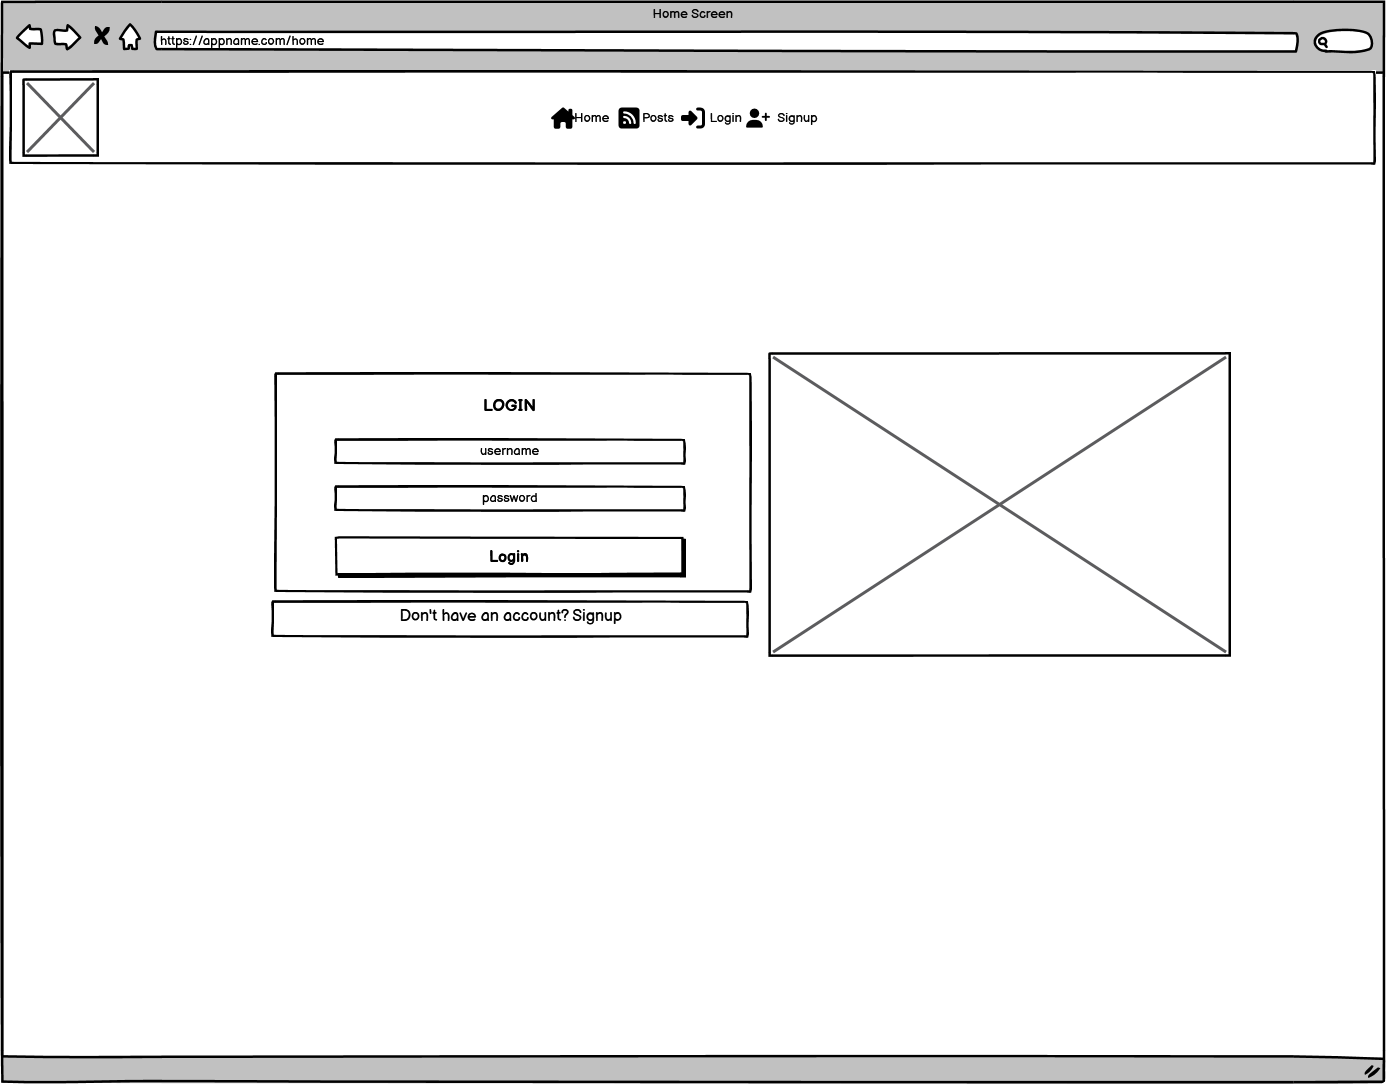 Home Screen
https://appname.com/home
Home Posts Login Signup
LOGIN
username
password
Login
Don't have an account? Signup